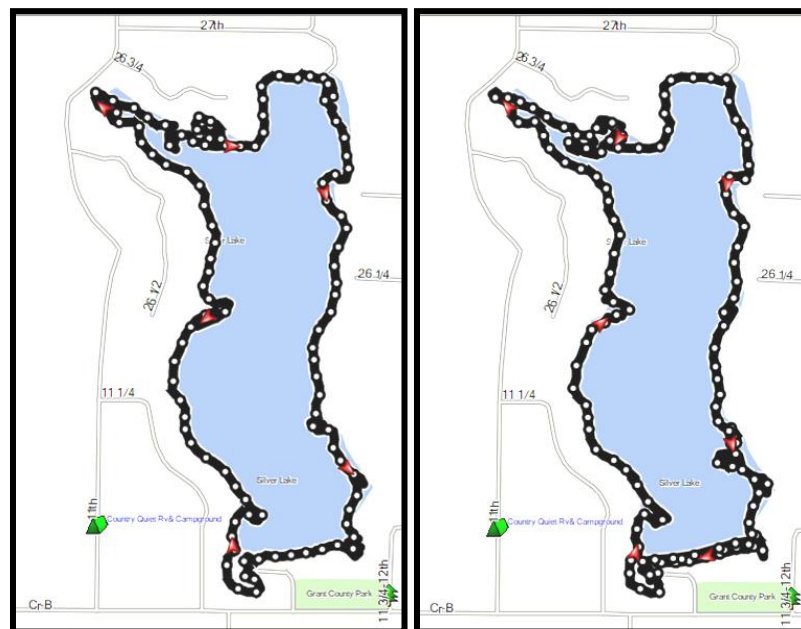 27th
26 3/4
Silver Lake
26 1/4
26 1/2
11 1/4
Silver Lake
11th
Country Quiet Rv & Campground
Grant County Park
11 3/4-12th
Cr-B
27th
26 3/4
Lake
26 1/4
26 1/2
11 1/4
Silver Lake
11th
Country Quiet Rv & Campground
Grant County Park
11 3/4-12th
Cr-B